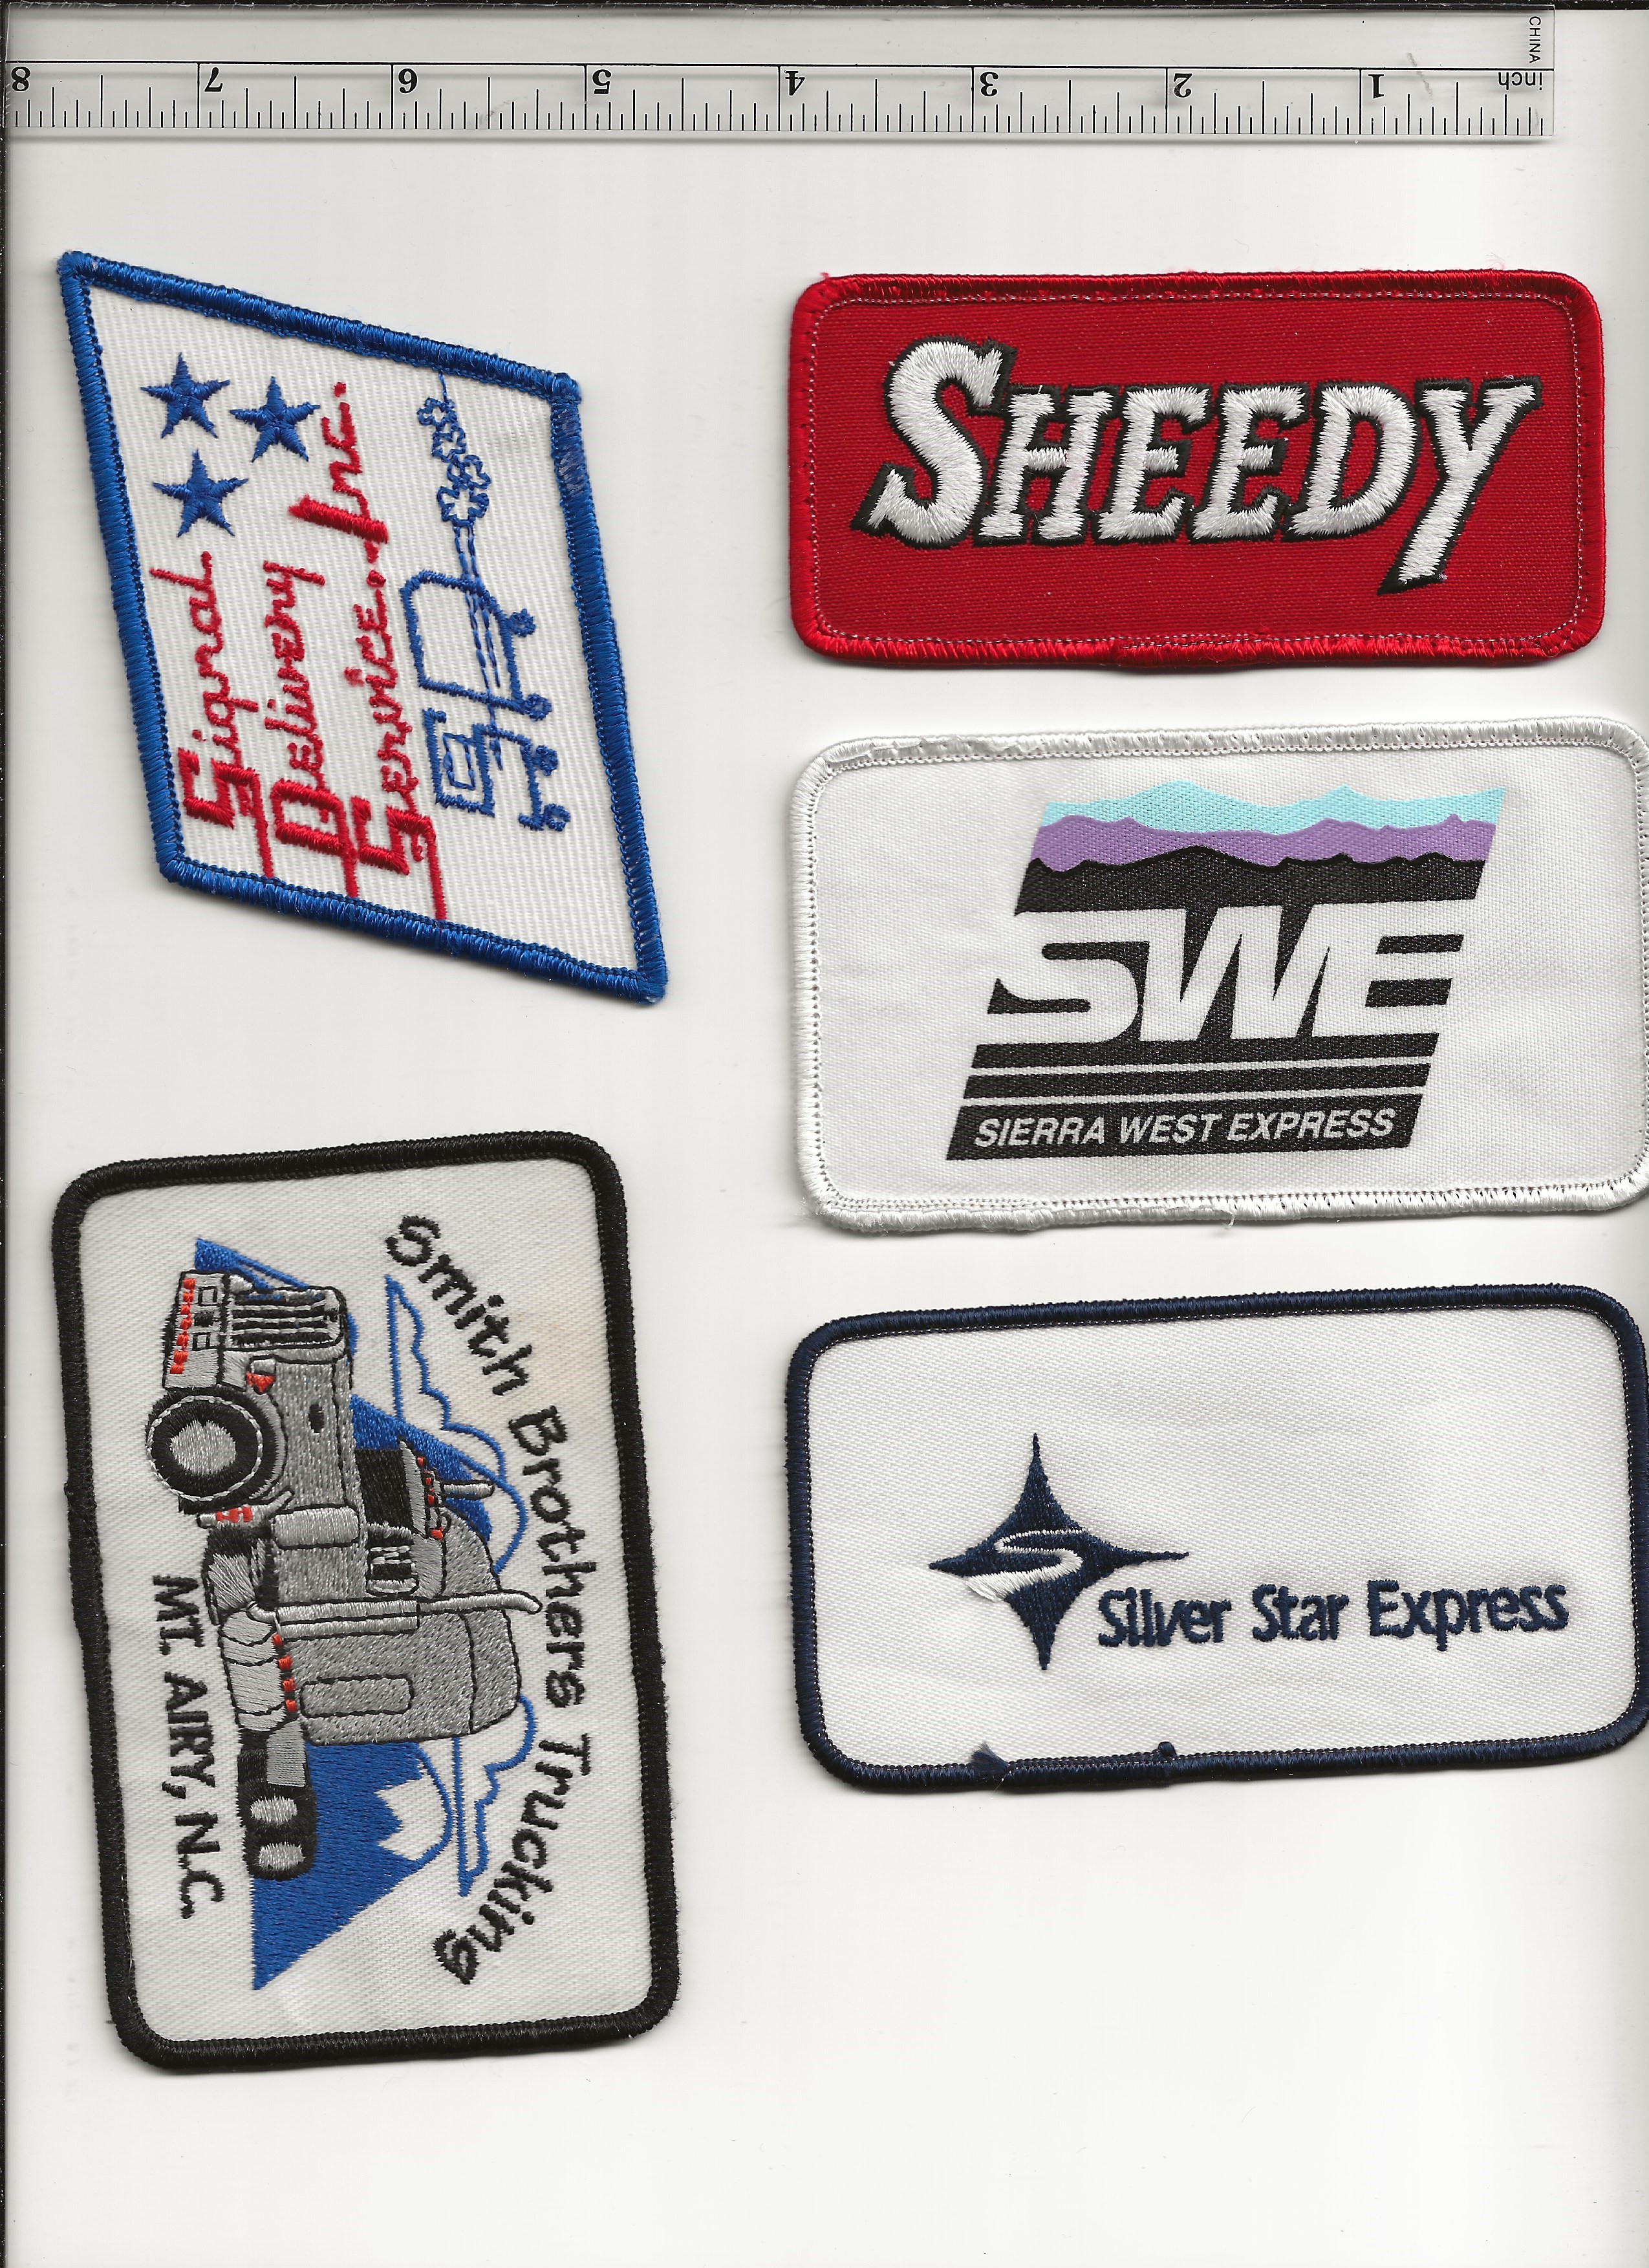 CHINA
inch
1
2
3
4
5
6
7
8
Signal
Delivery
Service, Inc.
SHEEDY
SWE
SIERRA WEST EXPRESS
S
Silver Star Express
Smith Brothers Trucking
MT. AIRY, N.C.